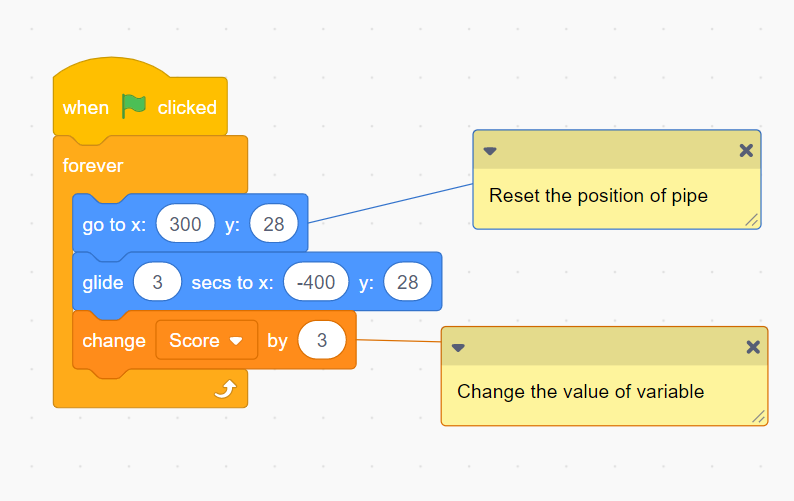 when clicked
forever
go to x: 300 y: 28
Reset the position of pipe
glide 3 secs to x: -400 y: 28
change Score by 3
Change the value of variable